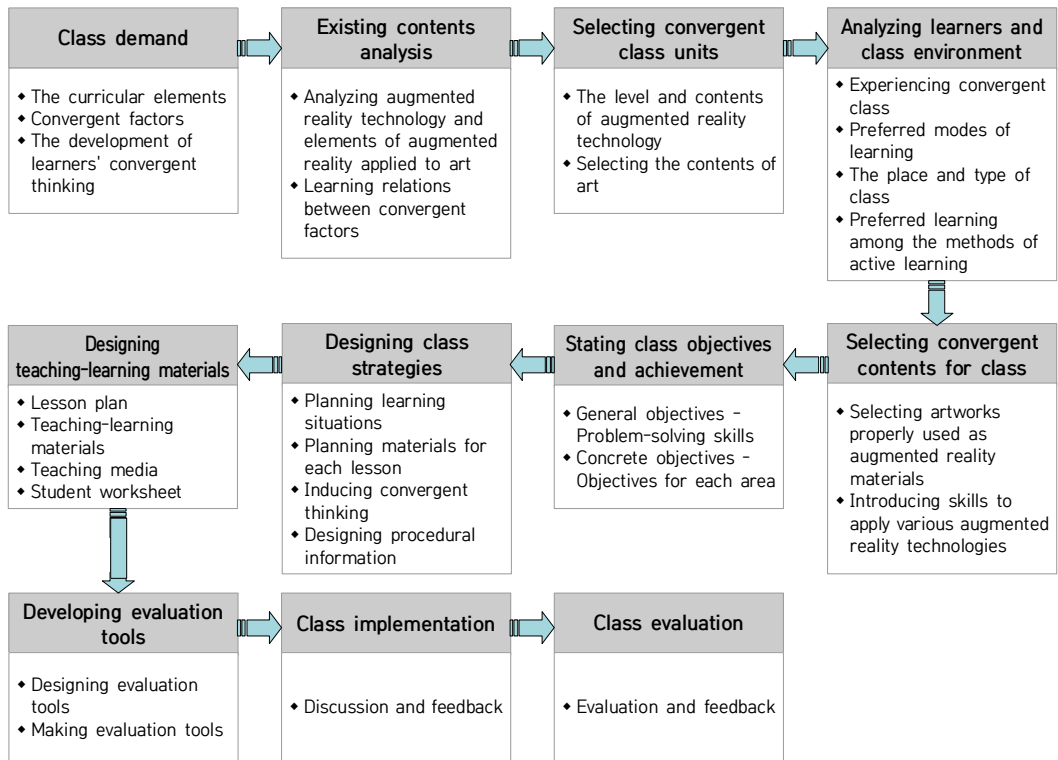 Class demand
◆ The curricular elements
◆ Convergent factors
◆ The development of
learners' convergent
thinking
Existing contents
analysis
◆ Analyzing augmented
reality technology and
elements of augmented
reality applied to art
◆ Learning relations
between convergent
factors
Selecting convergent
class units
◆ The level and contents
of augmented reality
technology
◆ Selecting the contents of
art
Analyzing learners and
class environment
◆ Experiencing convergent
class
◆ Preferred modes of
learning
◆ The place and type of
class
◆ Preferred learning
among the methods of
active learning
Selecting convergent
contents for class
◆ Selecting artworks
properly used as
augmented reality
materials
◆ Introducing skills to
apply various augmented
reality technologies
Stating class objectives
and achievement
◆ General objectives -
Problem-solving skills
◆ Concrete objectives -
Objectives for each area
Designing class
strategies
◆ Planning learning
situations
◆ Planning materials for
each lesson
◆ Inducing convergent
thinking
◆ Designing procedural
information
Designing
teaching-learning materials
◆ Lesson plan
◆ Teaching-learning
materials
◆ Teaching media
◆ Student worksheet
Developing evaluation
tools
◆ Designing evaluation
tools
◆ Making evaluation tools
Class implementation
◆ Discussion and feedback
Class evaluation
◆ Evaluation and feedback